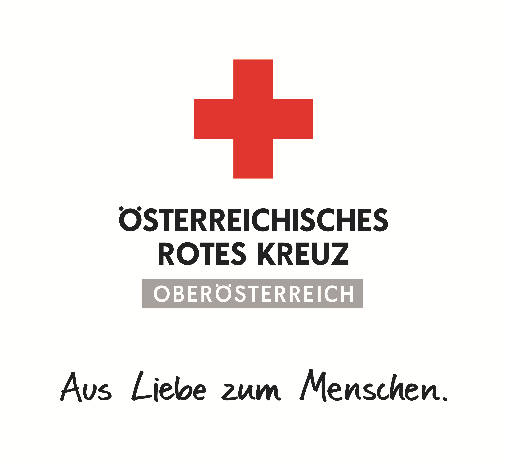 ÖSTERREICHISCHES
ROTES KREUZ
OBERÖSTERREICH
Aus Liebe zum Menschen.